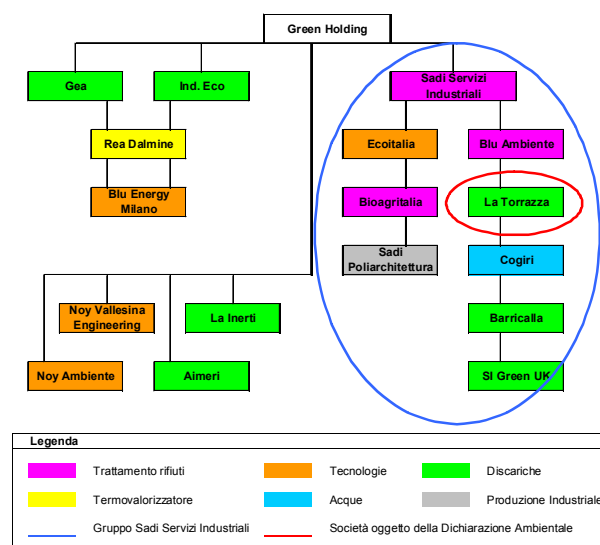 Green Holding
Gea
Ind. Eco
Sadi Servizi
Industriali
Rea Dalmine
Ecoitalia
Blu Ambiente
Blu Energy
Milano
Bioagritalia
La Torrazza
Sadi
Poliarchitettura
Cogiri
Noy Vallesina
Engineering
La Inerti
Barricalla
Noy Ambiente
Aimeri
SI Green UK
Legenda
Trattamento rifiuti
Tecnologie
Discariche
Termovalorizzatore
Acque
Produzione Industriale
Gruppo Sadi Servizi Industriali
Società oggetto della Dichiarazione Ambientale